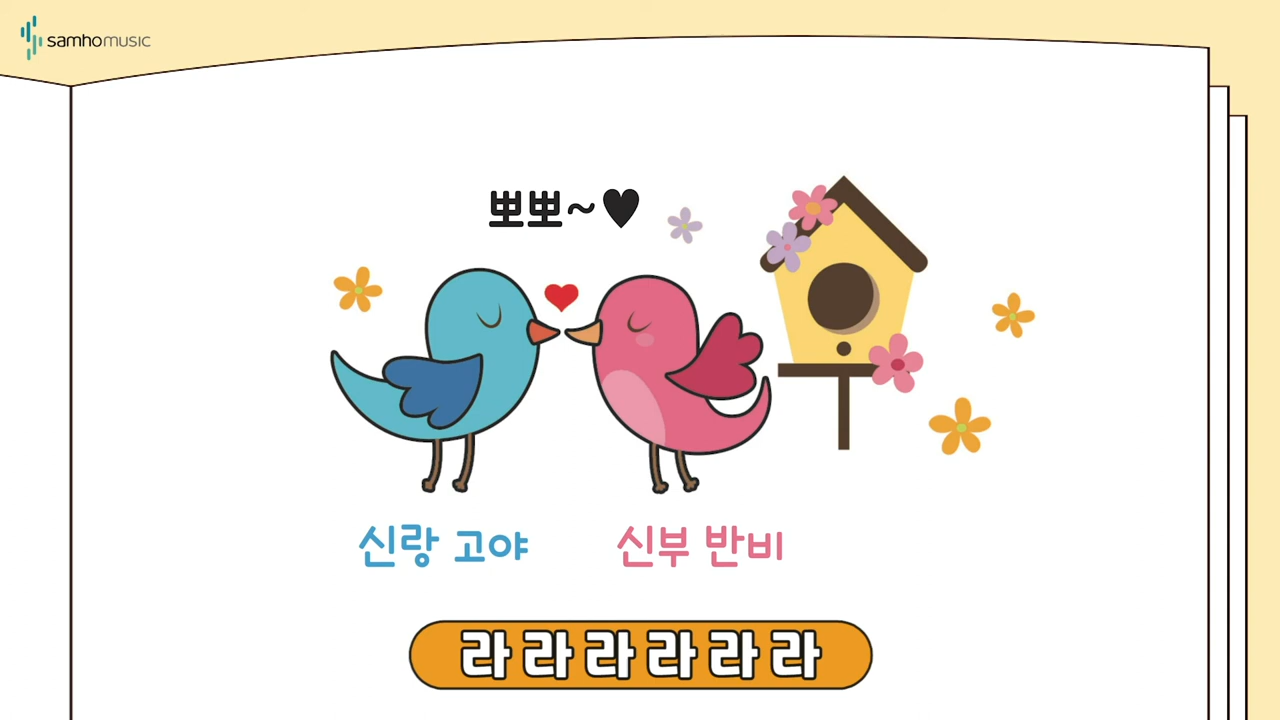 samhomusic
뽀뽀~♥
신랑 고야
신부 반비
라 라 라 라 라 라